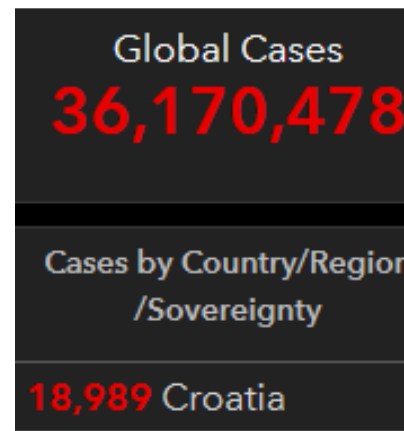 Global Cases
36,170,478
Cases by Country/Region
/Sovereignty
18,989 Croatia